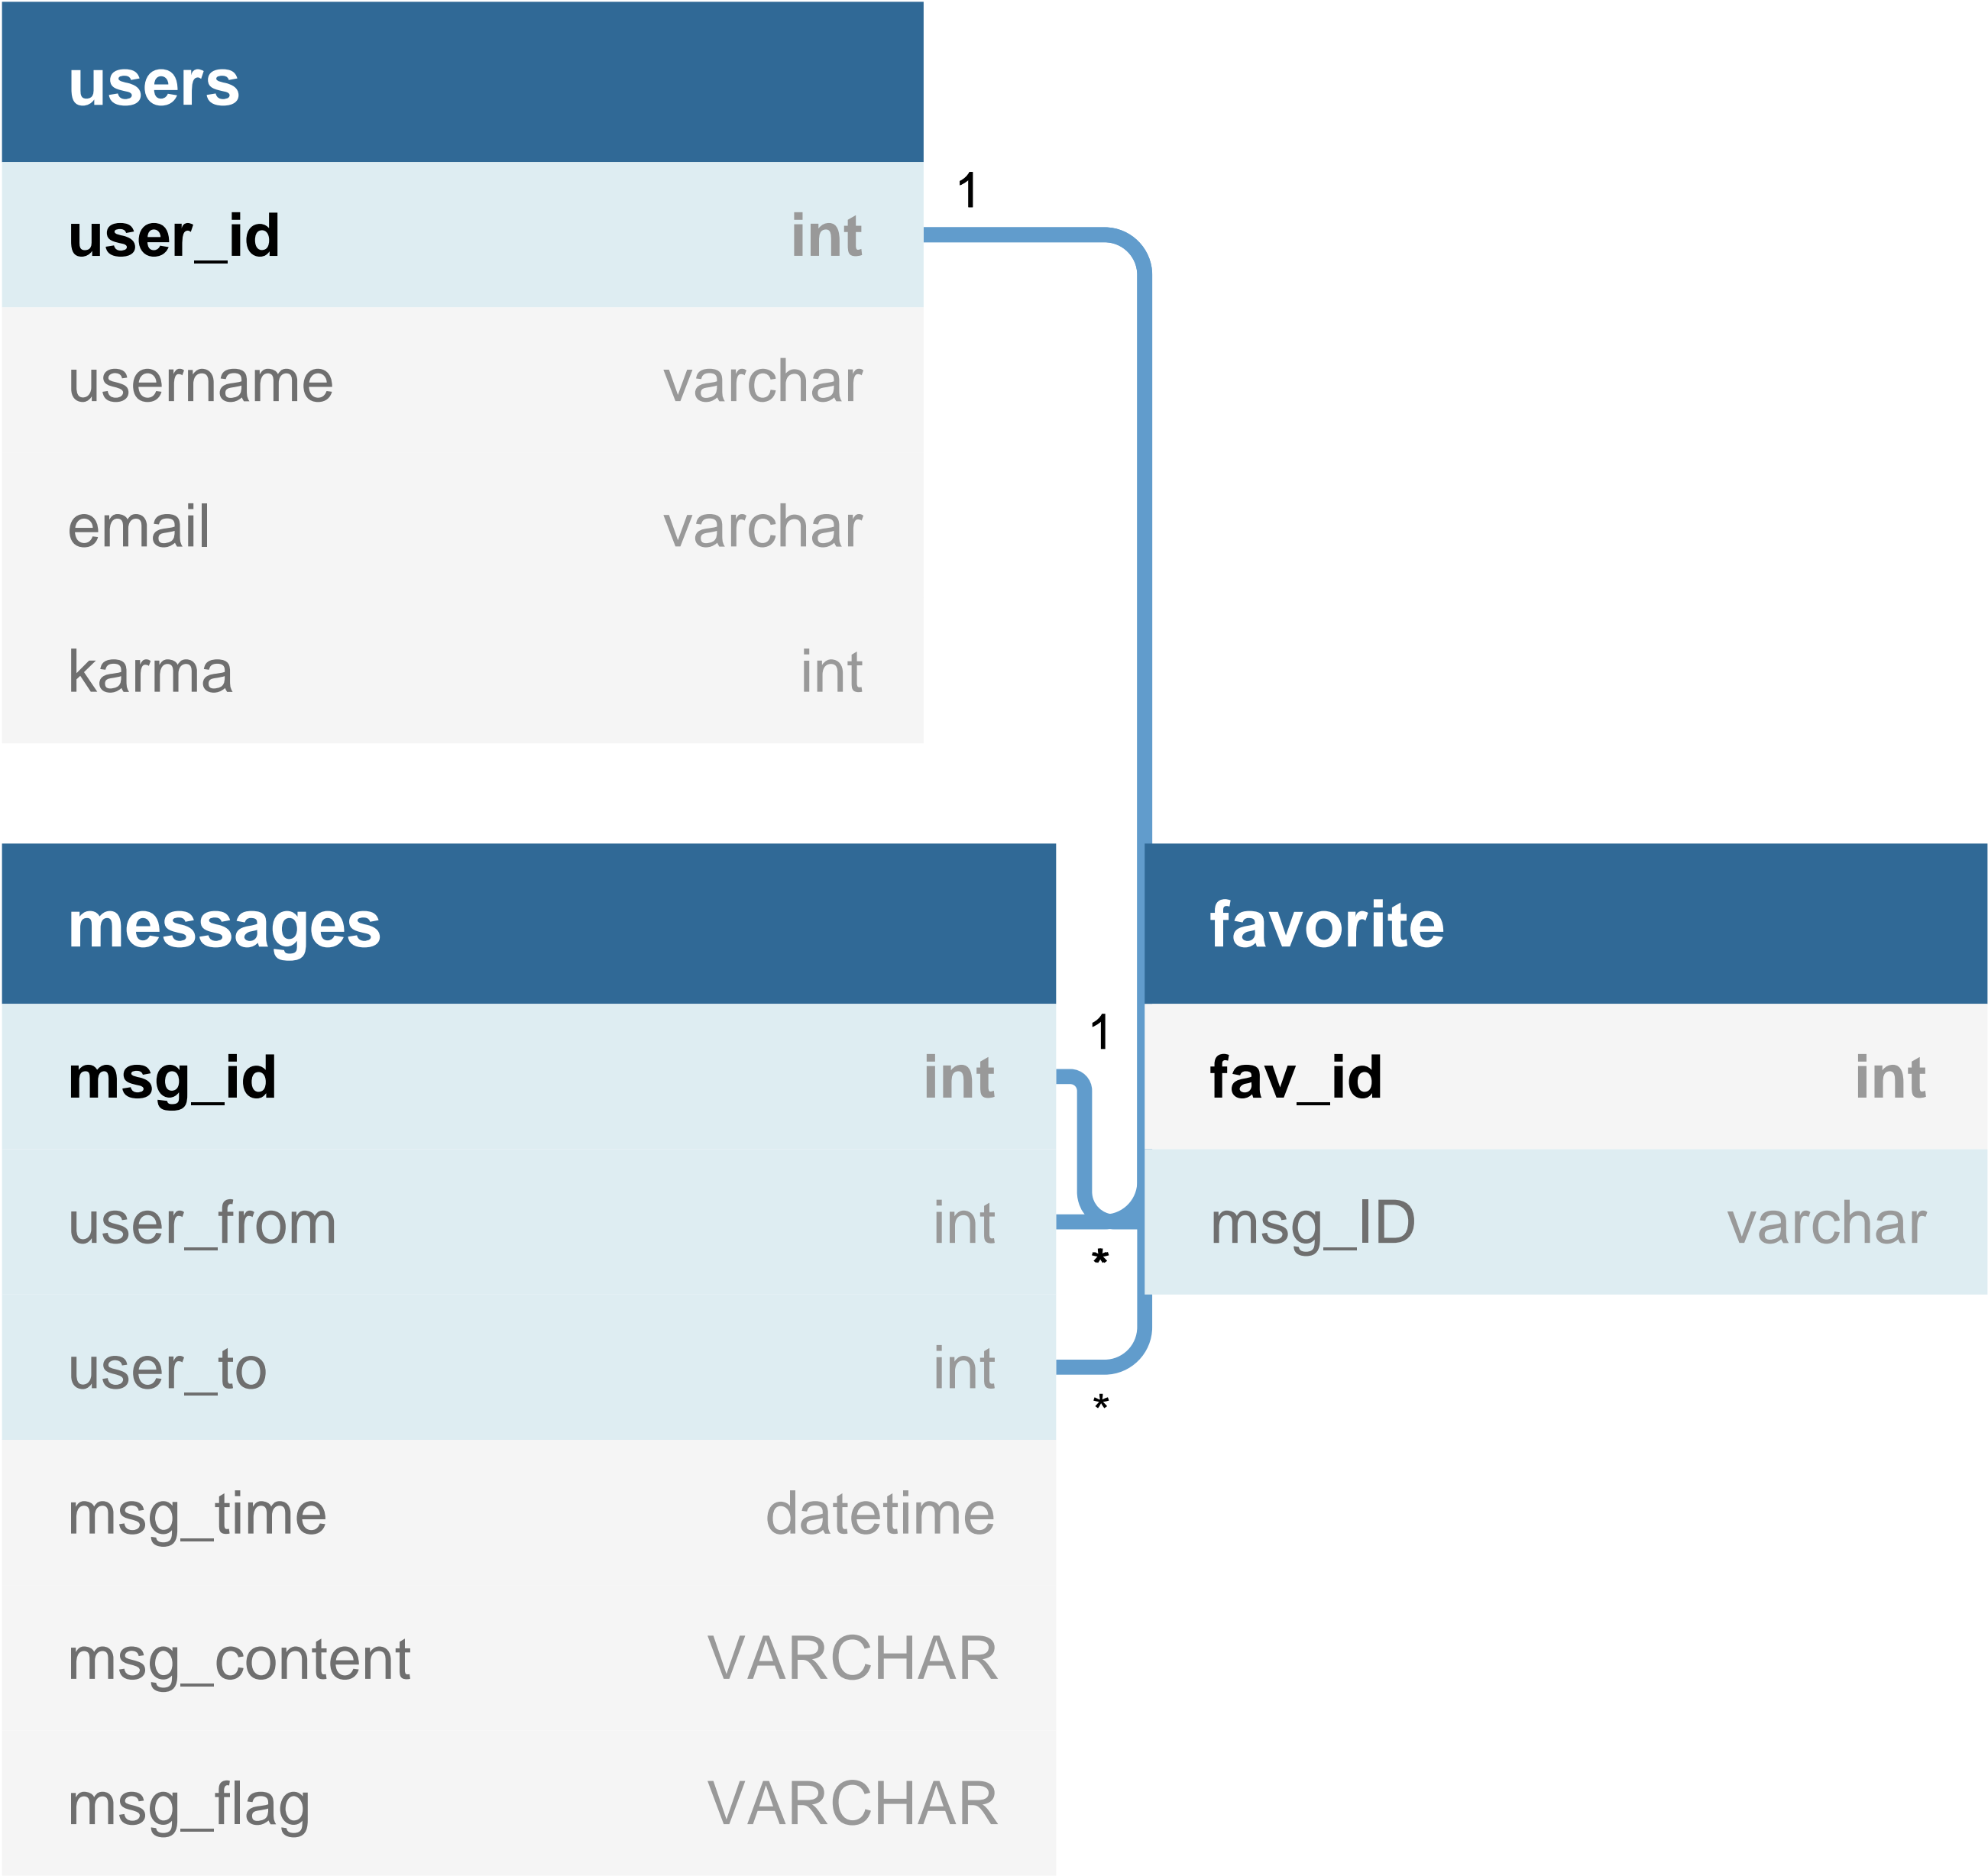 users
user_id int
username varchar
email varchar
karma int
1
messages
msg_id int
user_from int
user_to int
msg_time datetime
msg_content VARCHAR
msg_flag VARCHAR
1
*
*
favorite
fav_id int
msg_ID varchar